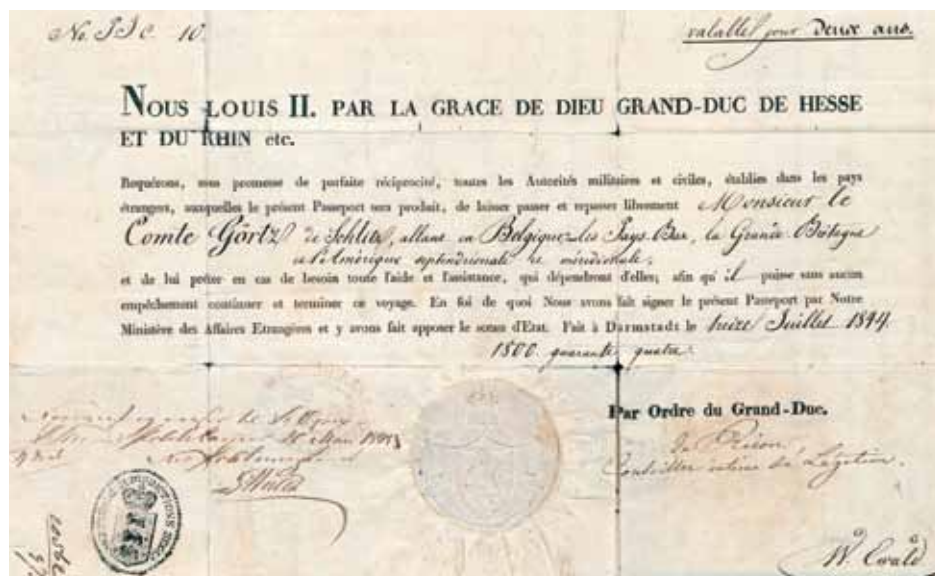 No.
10.
valable pour Deux ans.
NOUS LOUIS II. PAR LA GRACE DE DIEU GRAND-DUC DE HESSE
ET DU RHIN etc.
Requérons, sous promesse de parfaite réciprocité, toutes les Autorités militaires et civiles, établies dans les pays
étrangers, auxquelles le présent Passeport sera produit, de laisser passer et repasser librement Monsieur le
Comte Görtz de Schlitz, allant en Belgique, les Pays-Bas, la Grande Bretagne
et l'Amérique septendrionale et méridionale,
et de lui prêter en cas de besoin toute l'aide et l'assistance, qui dépendront d'elles; afin qu'il puisse sans aucun
empêchement continuer et terminer ce voyage. En foi de quoi Nous avons fait signer le présent Passeport par Notre
Ministère des Affaires Etrangères et y avons fait apposer le sceau d'Etat. Fait à Darmstadt le Juillet 1844.
1800 quarante quatre.
Par Ordre du Grand-Duc.
Conseiller intime de Légation.
W Ewald